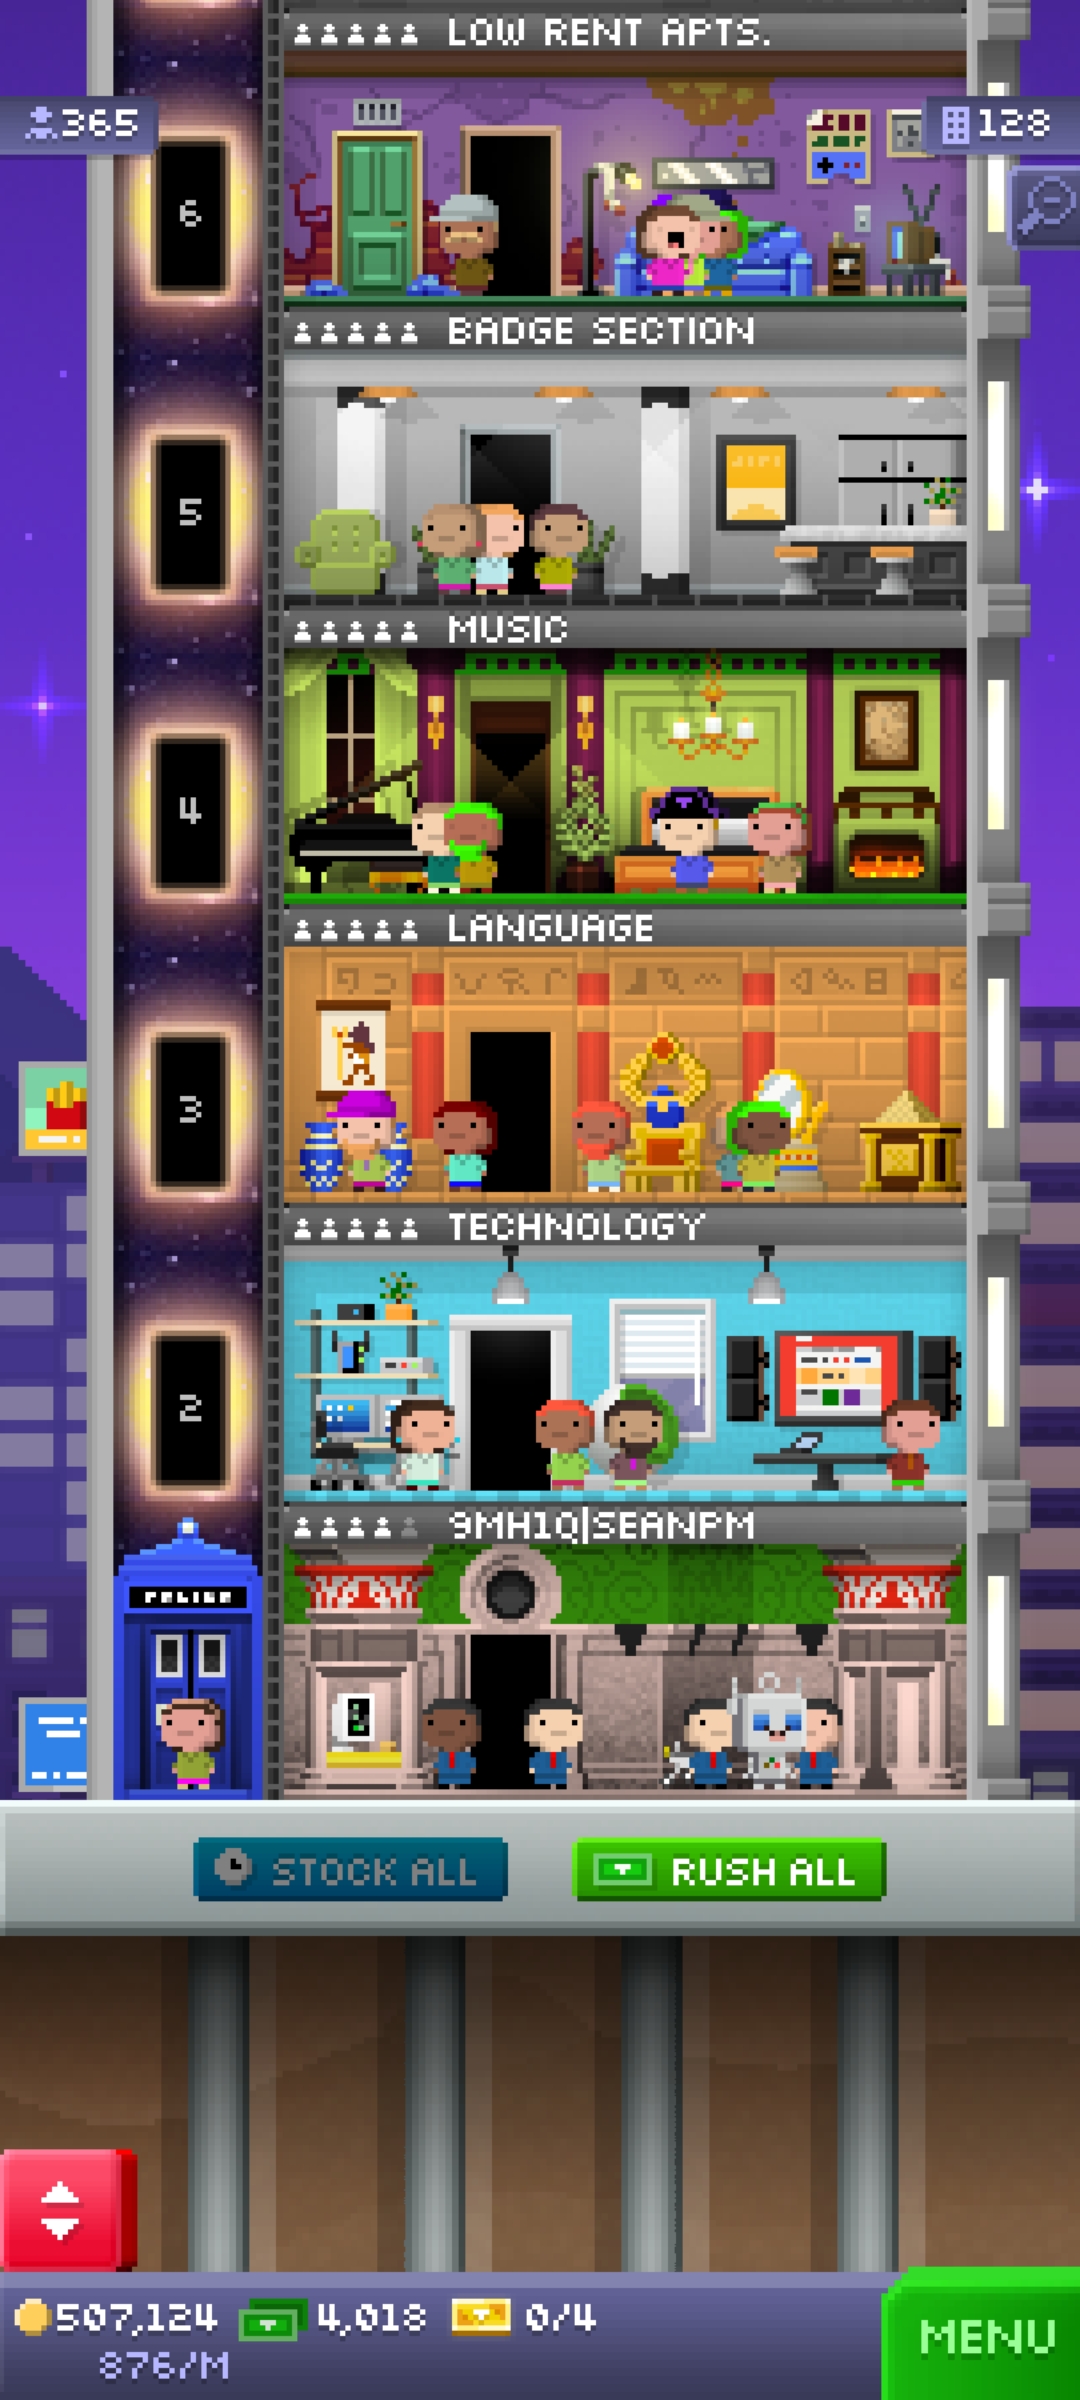 LOW RENT APTS.
365
128
6
BADGE SECTION
5
MUSIC
4
LANGUAGE
3
TECHNOLOGY
2
9MH1Q|SEANPM
POLICE
STOCK ALL
RUSH ALL
507,124
4,018
0/4
876/M
MENU